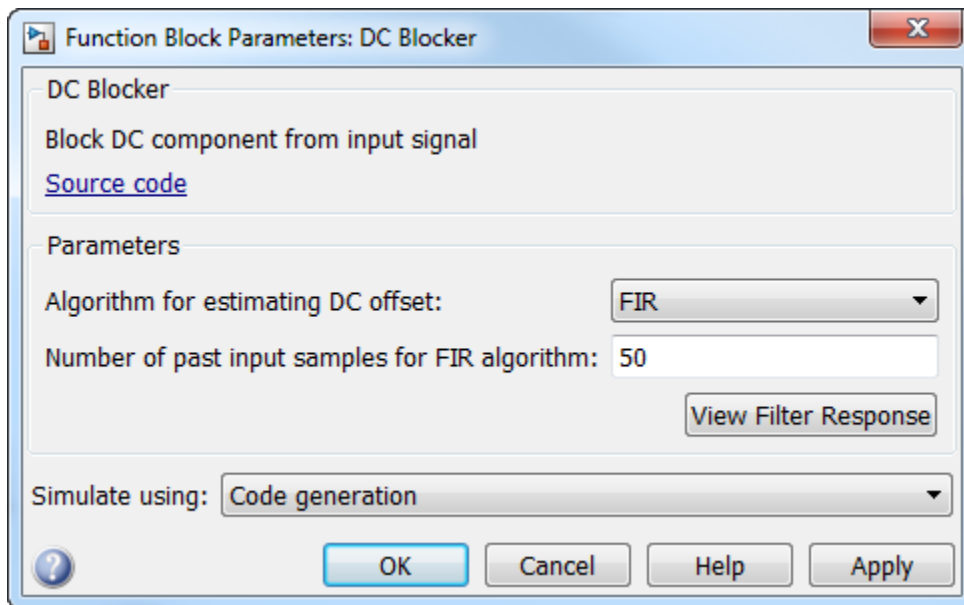 Function Block Parameters: DC Blocker
DC Blocker
Block DC component from input signal
Source code
Parameters
Algorithm for estimating DC offset: FIR
Number of past input samples for FIR algorithm: 50
View Filter Response
Simulate using: Code generation
OK Cancel Help Apply